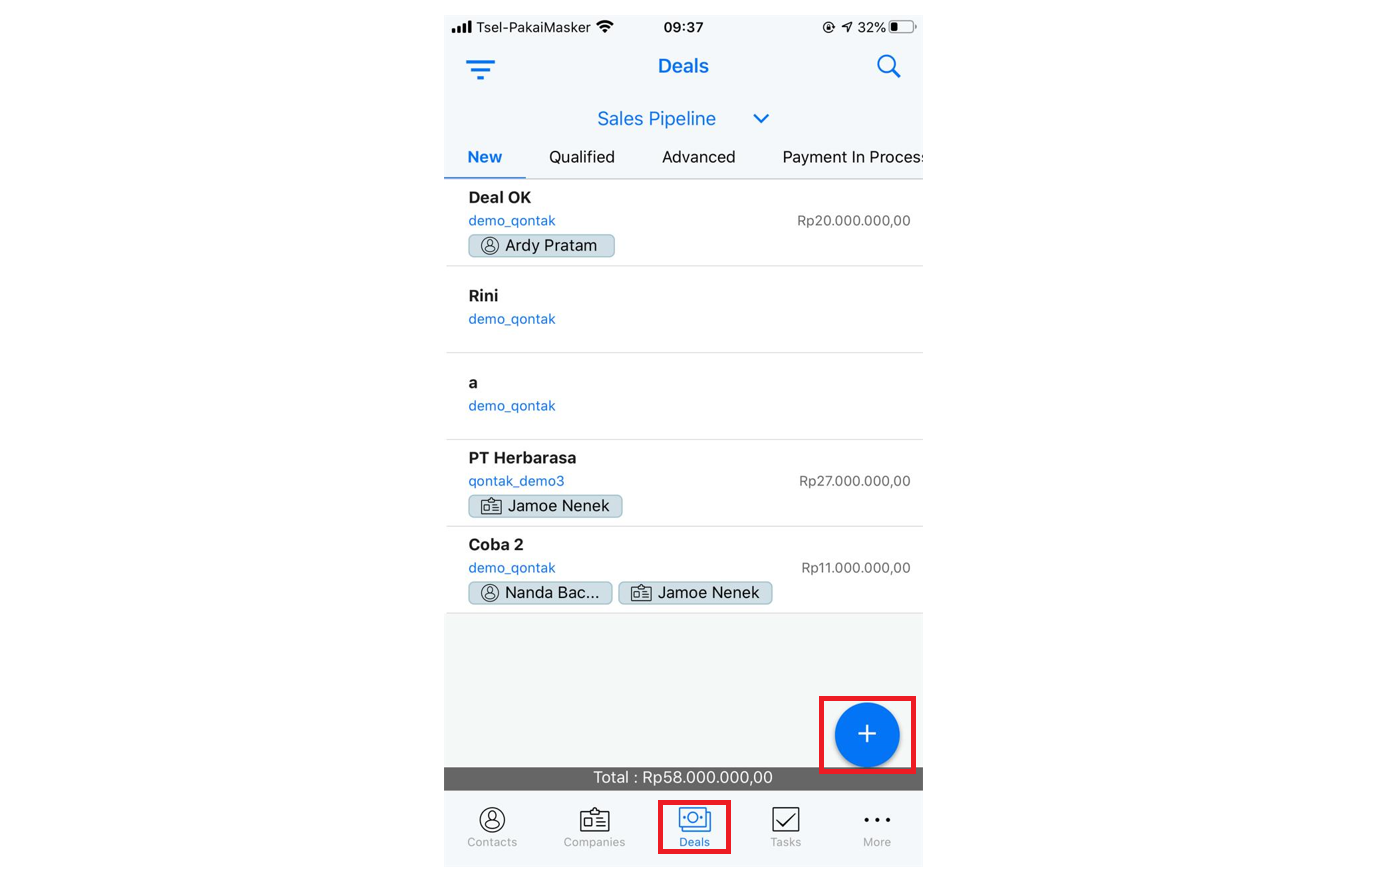 Tsel-PakaiMasker 09:37 32%
Deals
Sales Pipeline
New Qualified Advanced Payment In Proces
Deal OK
demo_qontak Rp20.000.000,00
Ardy Pratam
Rini
demo_qontak
a
demo_qontak
PT Herbarasa
qontak_demo3 Rp27.000.000,00
Jamoe Nenek
Coba 2
demo_qontak Rp11.000.000,00
Nanda Bac... Jamoe Nenek
+
Total : Rp58.000.000,00
Contacts Companies Deals Tasks More